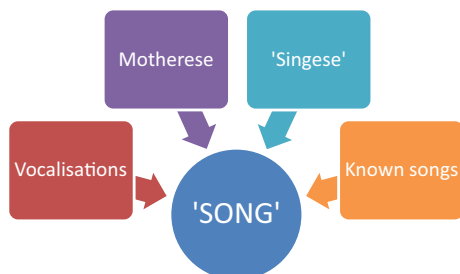 Motherese
'Singese'
Vocalisations
Known songs
'SONG'